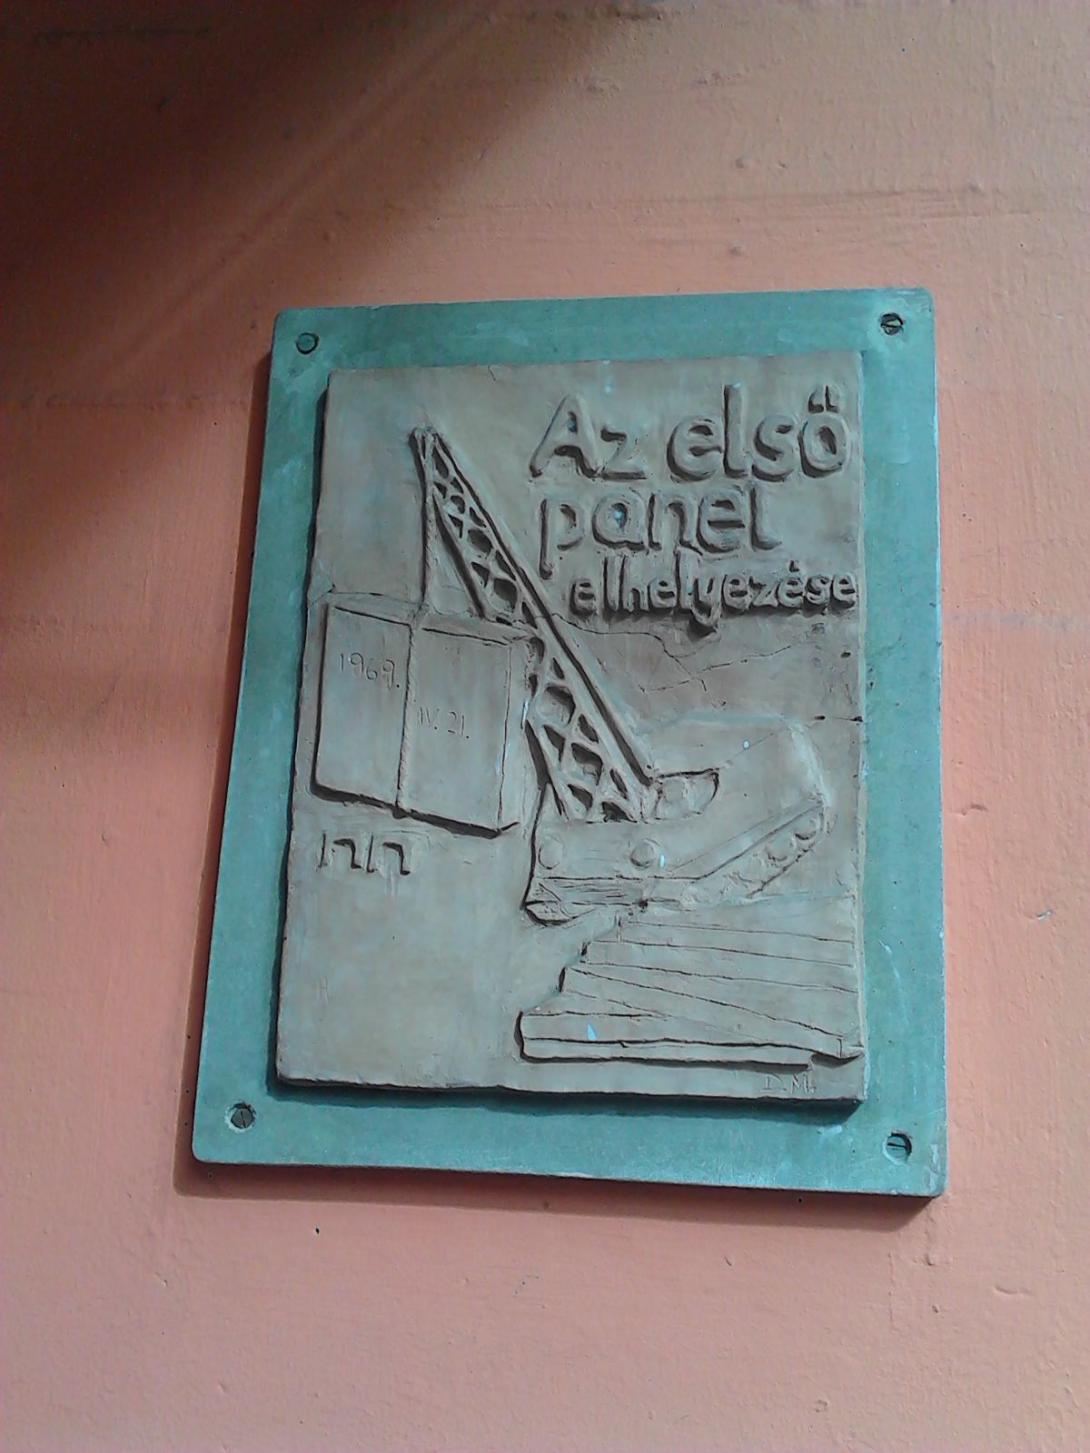 Az első
panel
elhelyezése
1969.
IV. 21.